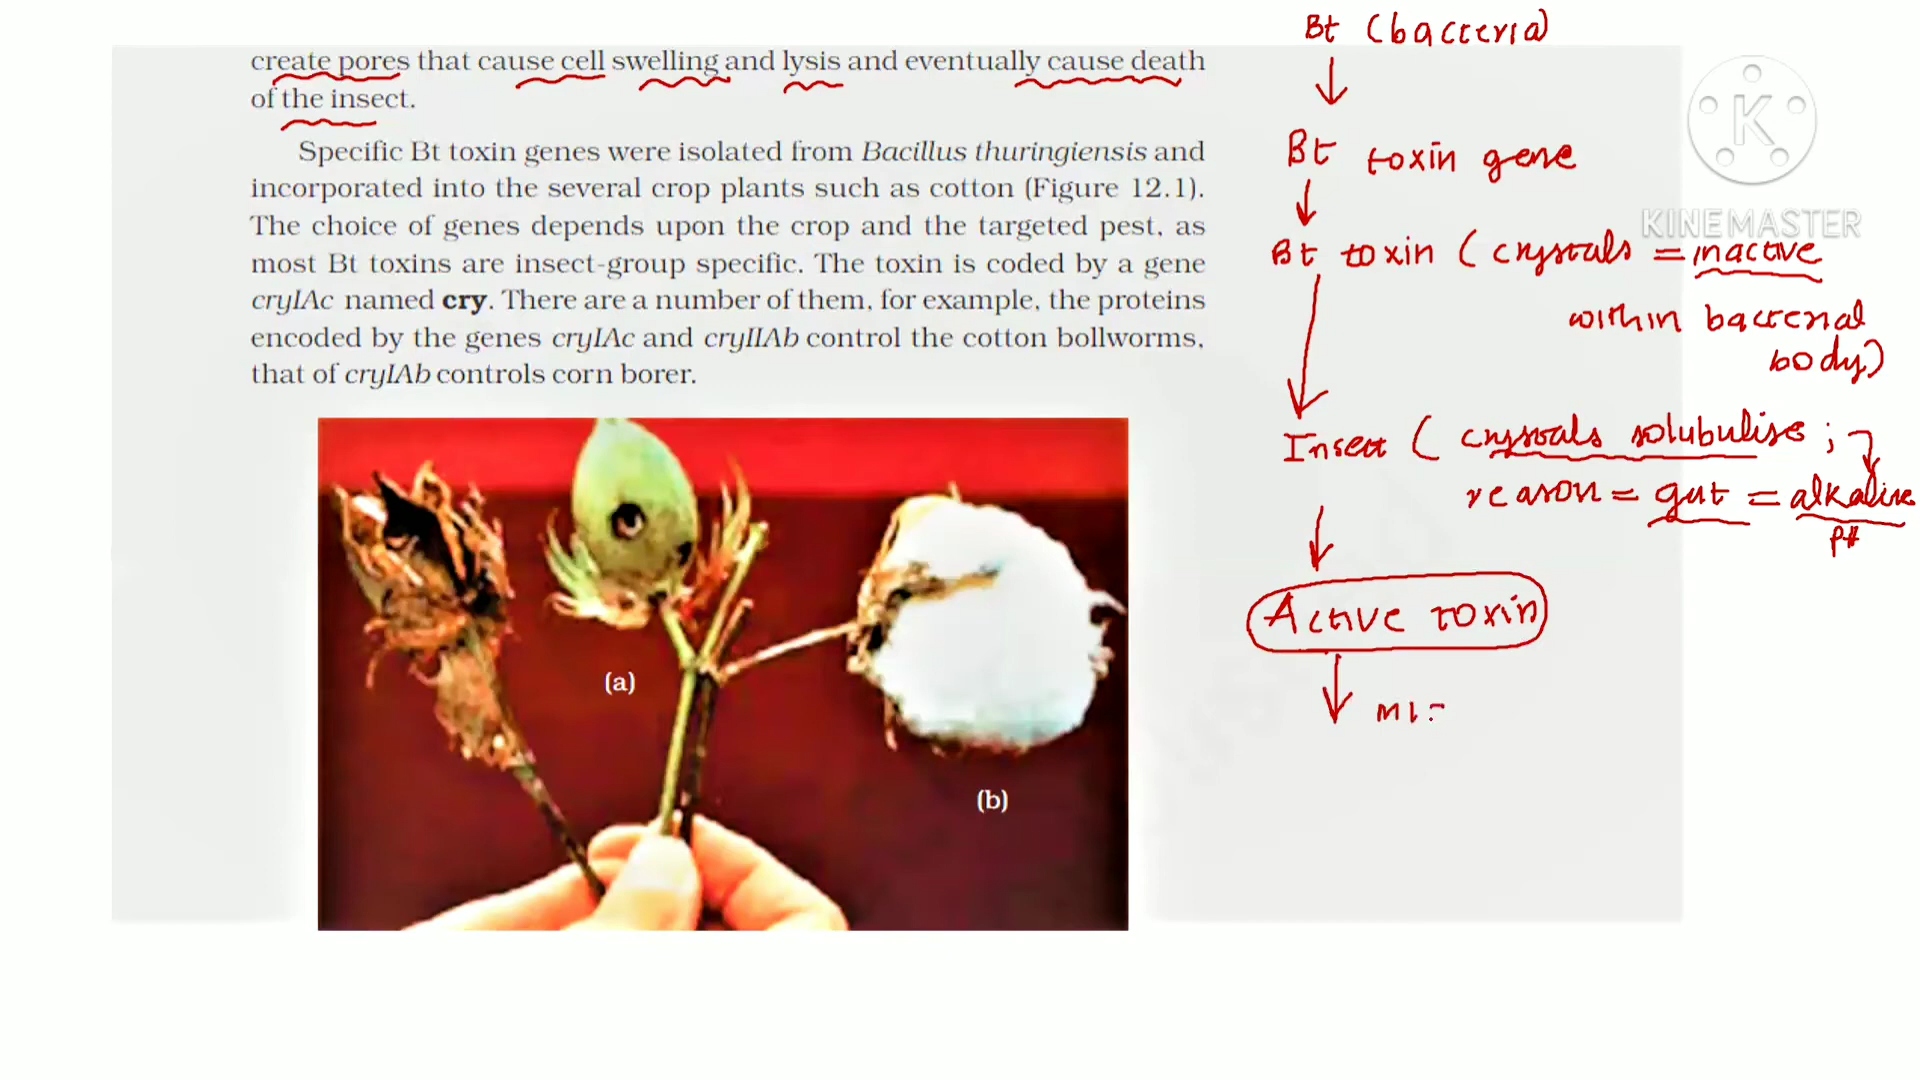 create pores that cause cell swelling and lysis and eventually cause death
of the insect.
Specific Bt toxin genes were isolated from Bacillus thuringiensis and
incorporated into the several crop plants such as cotton (Figure 12.1).
The choice of genes depends upon the crop and the targeted pest, as
most Bt toxins are insect-group specific. The toxin is coded by a gene
cryIAc named cry. There are a number of them, for example, the proteins
encoded by the genes cryIAc and cryIIAb control the cotton bollworms,
that of cryIAb controls corn borer.
(a)
(b)
Bt (bacteria)
Bt toxin gene
Bt toxin (crystals = inactive
within bacterial
body)
Insect (crystals solubulise;
reason = gut = alkaline
pH
Active toxin
K
KINEMASTER